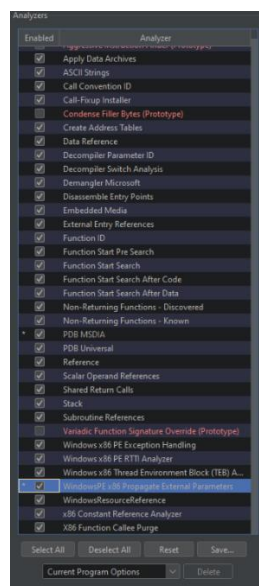 Analyzers
Enabled Analyzer
Aggressive Instruction Finder (Prototype)
Apply Data Archives
ASCII Strings
Call Convention ID
Call-Fixup Installer
Condense Filler Bytes (Prototype)
Create Address Tables
Data Reference
Decompiler Parameter ID
Decompiler Switch Analysis
Demangler Microsoft
Disassemble Entry Points
Embedded Media
External Entry References
Function ID
Function Start Pre Search
Function Start Search
Function Start Search After Code
Function Start Search After Data
Non-Returning Functions - Discovered
Non-Returning Functions - Known
* PDB MSDIA
PDB Universal
Reference
Scalar Operand References
Shared Return Calls
Stack
Subroutine References
Variadic Function Signature Override (Prototype)
Windows x86 PE Exception Handling
Windows x86 PE RTTI Analyzer
Windows x86 Thread Environment Block (TEB) A...
* WindowsPE x86 Propagate External Parameters
WindowsResourceReference
x86 Constant Reference Analyzer
X86 Function Callee Purge
Select All Deselect All Reset Save...
Current Program Options Delete